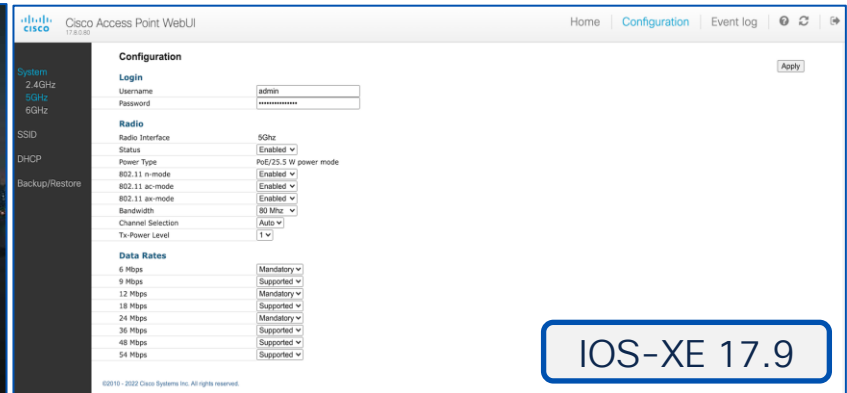 CISCO Cisco Access Point WebUI
17.9.0.80
Home Configuration Event log
System
2.4GHz
5GHz
6GHz
SSID
DHCP
Backup/Restore
Configuration
Apply
Login
Username admin
Password ••••••••••••••
Radio
Radio Interface 5Ghz
Status Enabled
Power Type PoE/25.5 W power mode
802.11 n-mode Enabled
802.11 ac-mode Enabled
802.11 ax-mode Enabled
Bandwidth 80 Mhz
Channel Selection Auto
Tx-Power Level 1
Data Rates
6 Mbps Mandatory
9 Mbps Supported
12 Mbps Mandatory
18 Mbps Supported
24 Mbps Mandatory
36 Mbps Supported
48 Mbps Supported
54 Mbps Supported
©2010 - 2022 Cisco Systems Inc. All rights reserved.
IOS-XE 17.9